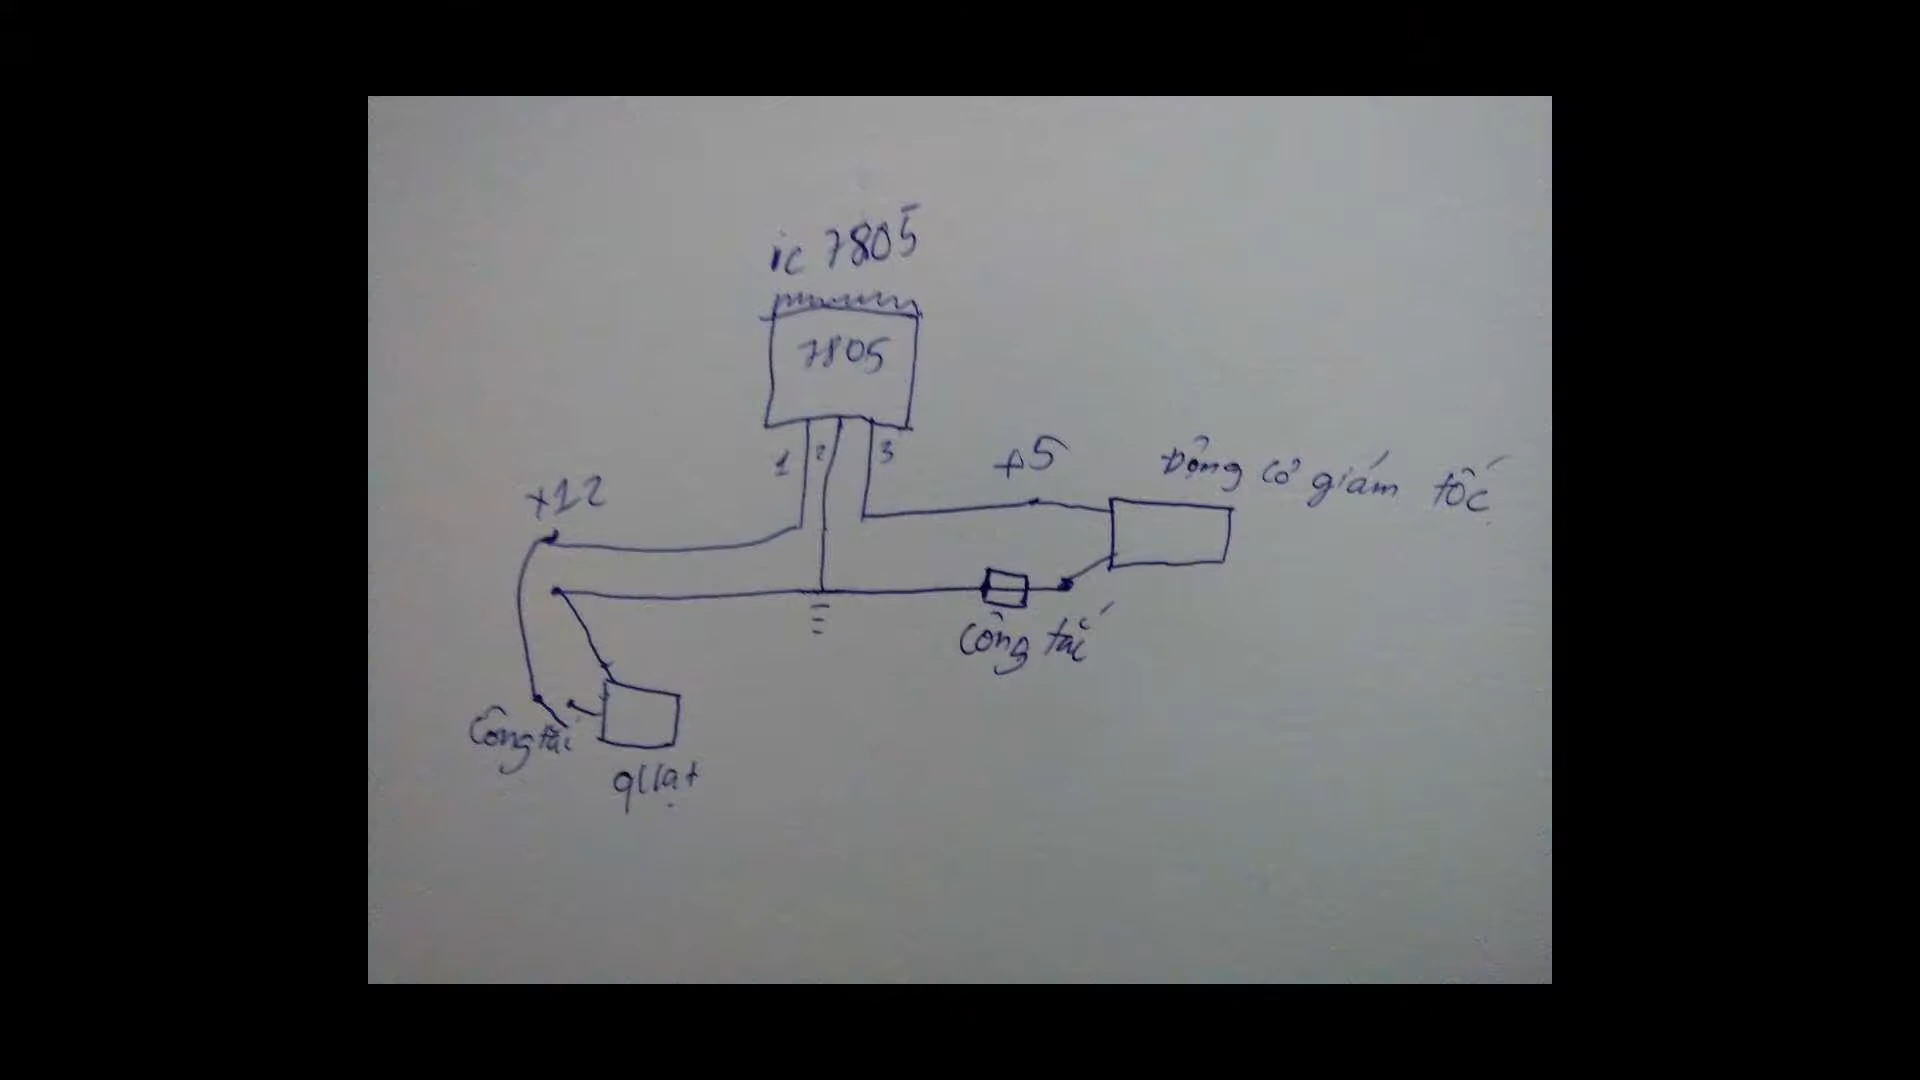 ic 7805
7805
1 2 3
+12
+5
Động cơ giảm tốc
Công tắc
Công tắc
quạt